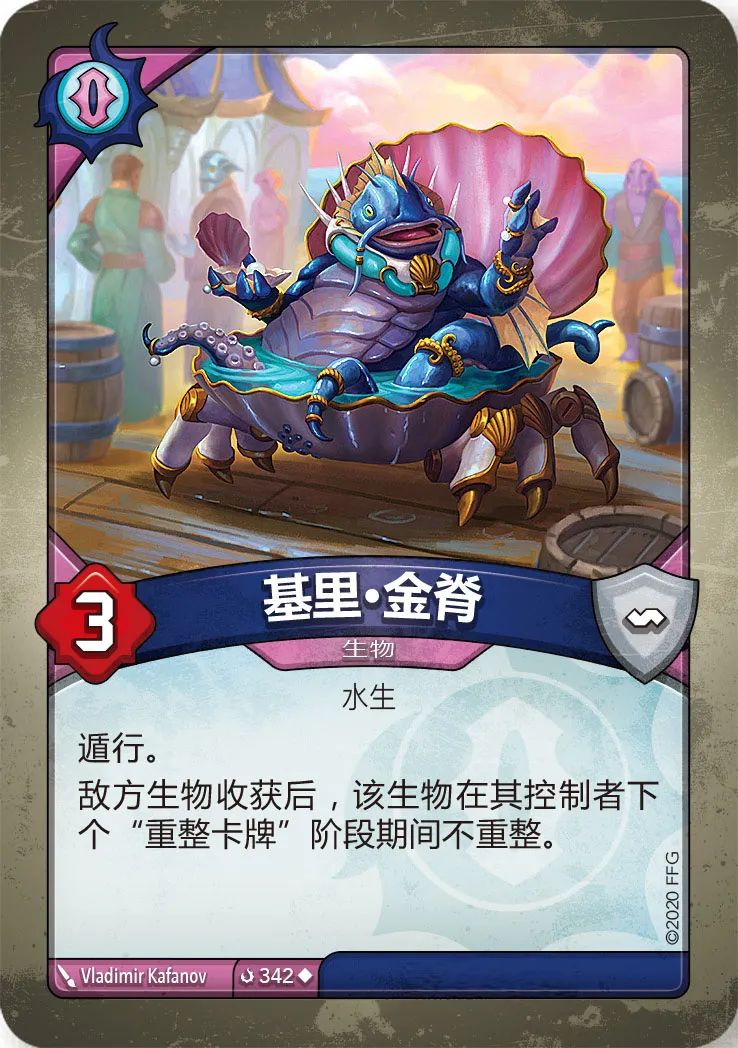 基里•金脊
3
生物
水生
遁行。
敌方生物收获后，该生物在其控制者下
个“重整卡牌”阶段期间不重整。
©2020 FFG
Vladimir Kafanov
342